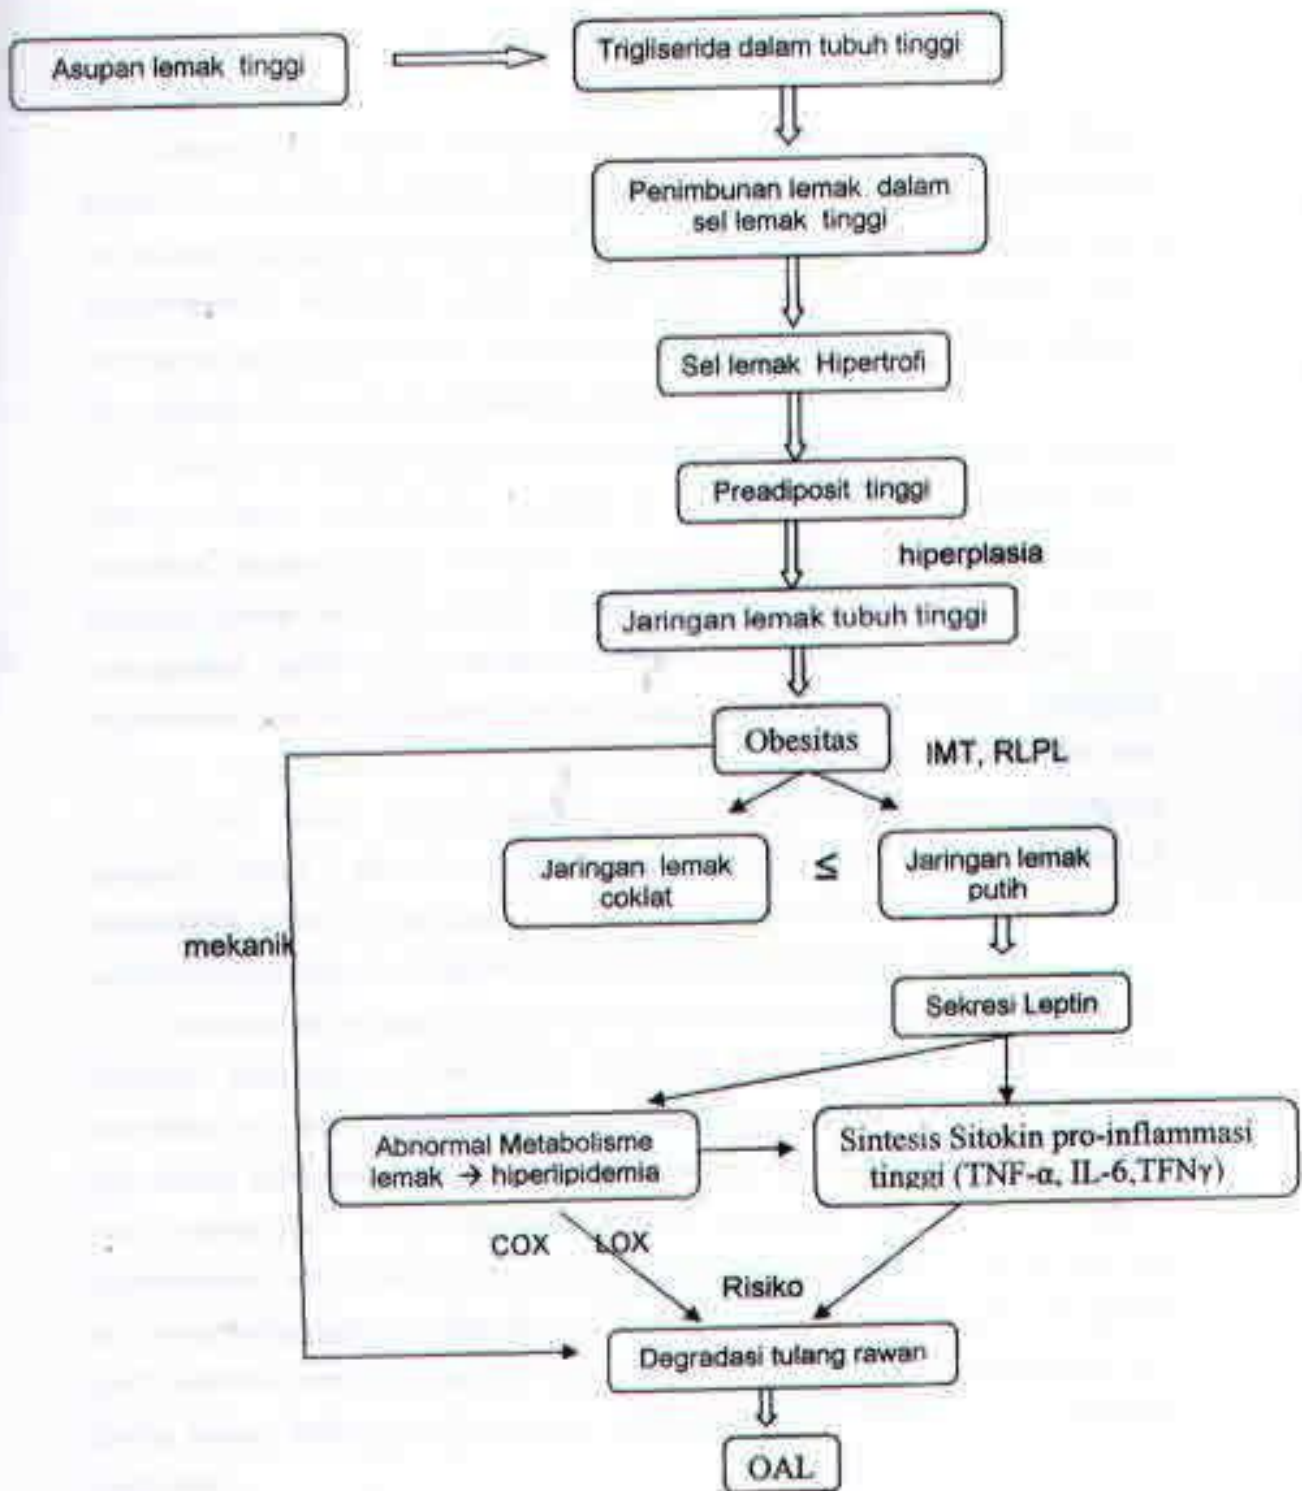 Asupan lemak tinggi
Trigliserida dalam tubuh tinggi
Penimbunan lemak dalam
sel lemak tinggi
Sel lemak Hipertrofi
Preadiposit tinggi
hiperplasia
Jaringan lemak tubuh tinggi
Obesitas
IMT, RLPL
Jaringan lemak
coklat
≤
Jaringan lemak
putih
mekanik
Sekresi Leptin
Abnormal Metabolisme
lemak → hiperlipidemia
Sintesis Sitokin pro-inflammasi
tinggi (TNF-α, IL-6,TFNγ)
COX LOX
Risiko
Degradasi tulang rawan
OAL